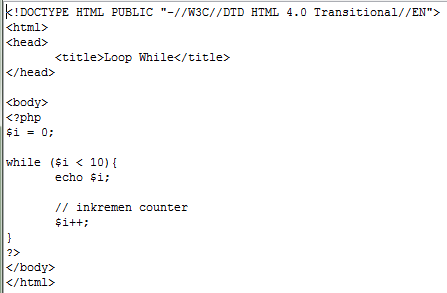 <!DOCTYPE HTML PUBLIC "-//W3C//DTD HTML 4.0 Transitional//EN">
<html>
<head>
	<title>Loop While</title>
</head>

<body>
<?php
$i = 0;

while ($i < 10){
	echo $i;

	// inkremen counter
	$i++;
}
?>
</body>
</html>